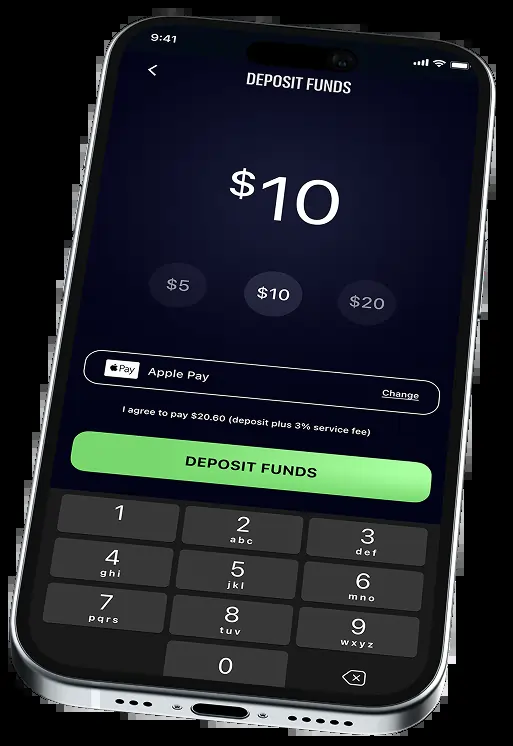 9:41
DEPOSIT FUNDS
$10
$5
$10
$20
Pay
Apple Pay
Change
I agree to pay $20.60 (deposit plus 3% service fee)
DEPOSIT FUNDS
1
2
abc
3
def
4
ghi
5
jkl
6
mno
7
pqrs
8
tuv
9
wxyz
0